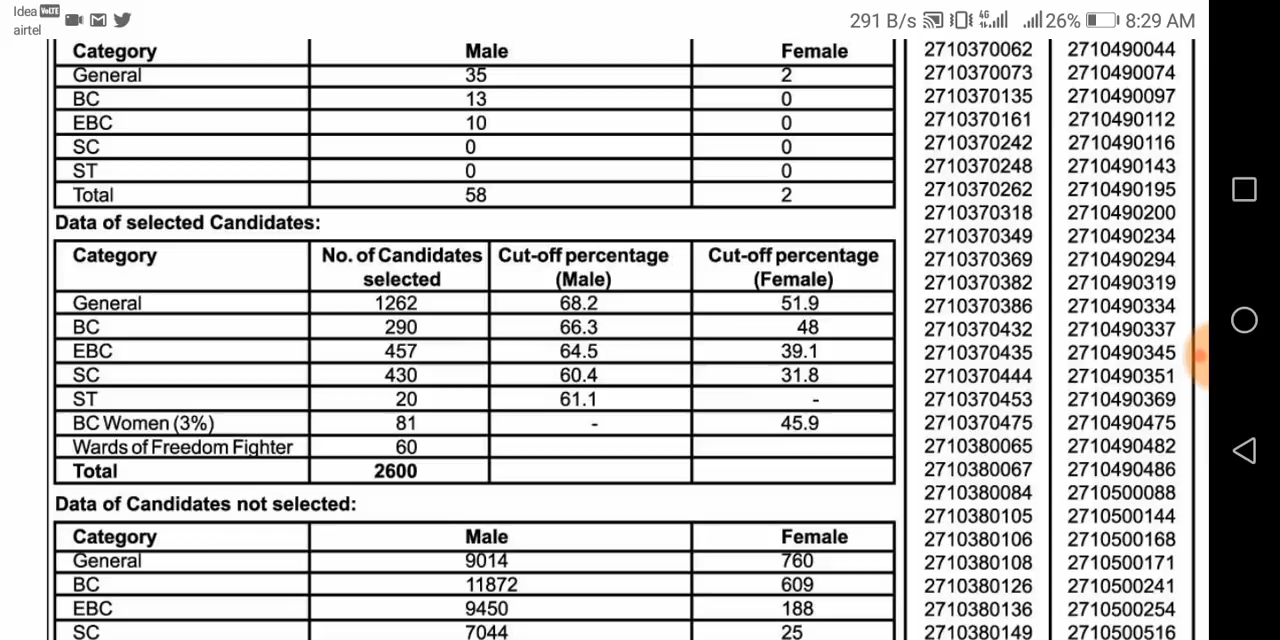 Idea VoLTE
airtel
291 B/s 4G 26% 8:29 AM
Category Male Female
General 35 2
BC 13 0
EBC 10 0
SC 0 0
ST 0 0
Total 58 2
Data of selected Candidates:
Category No. of Candidates selected Cut-off percentage (Male) Cut-off percentage (Female)
General 1262 68.2 51.9
BC 290 66.3 48
EBC 457 64.5 39.1
SC 430 60.4 31.8
ST 20 61.1 -
BC Women (3%) 81 - 45.9
Wards of Freedom Fighter 60
Total 2600
Data of Candidates not selected:
Category Male Female
General 9014 760
BC 11872 609
EBC 9450 188
SC 7044 25
2710370062 2710490044
2710370073 2710490074
2710370135 2710490097
2710370161 2710490112
2710370242 2710490116
2710370248 2710490143
2710370262 2710490195
2710370318 2710490200
2710370349 2710490234
2710370369 2710490294
2710370382 2710490319
2710370386 2710490334
2710370432 2710490337
2710370435 2710490345
2710370444 2710490351
2710370453 2710490369
2710370475 2710490475
2710380065 2710490482
2710380067 2710490486
2710380084 2710500088
2710380105 2710500144
2710380106 2710500168
2710380108 2710500171
2710380126 2710500241
2710380136 2710500254
2710380149 2710500516